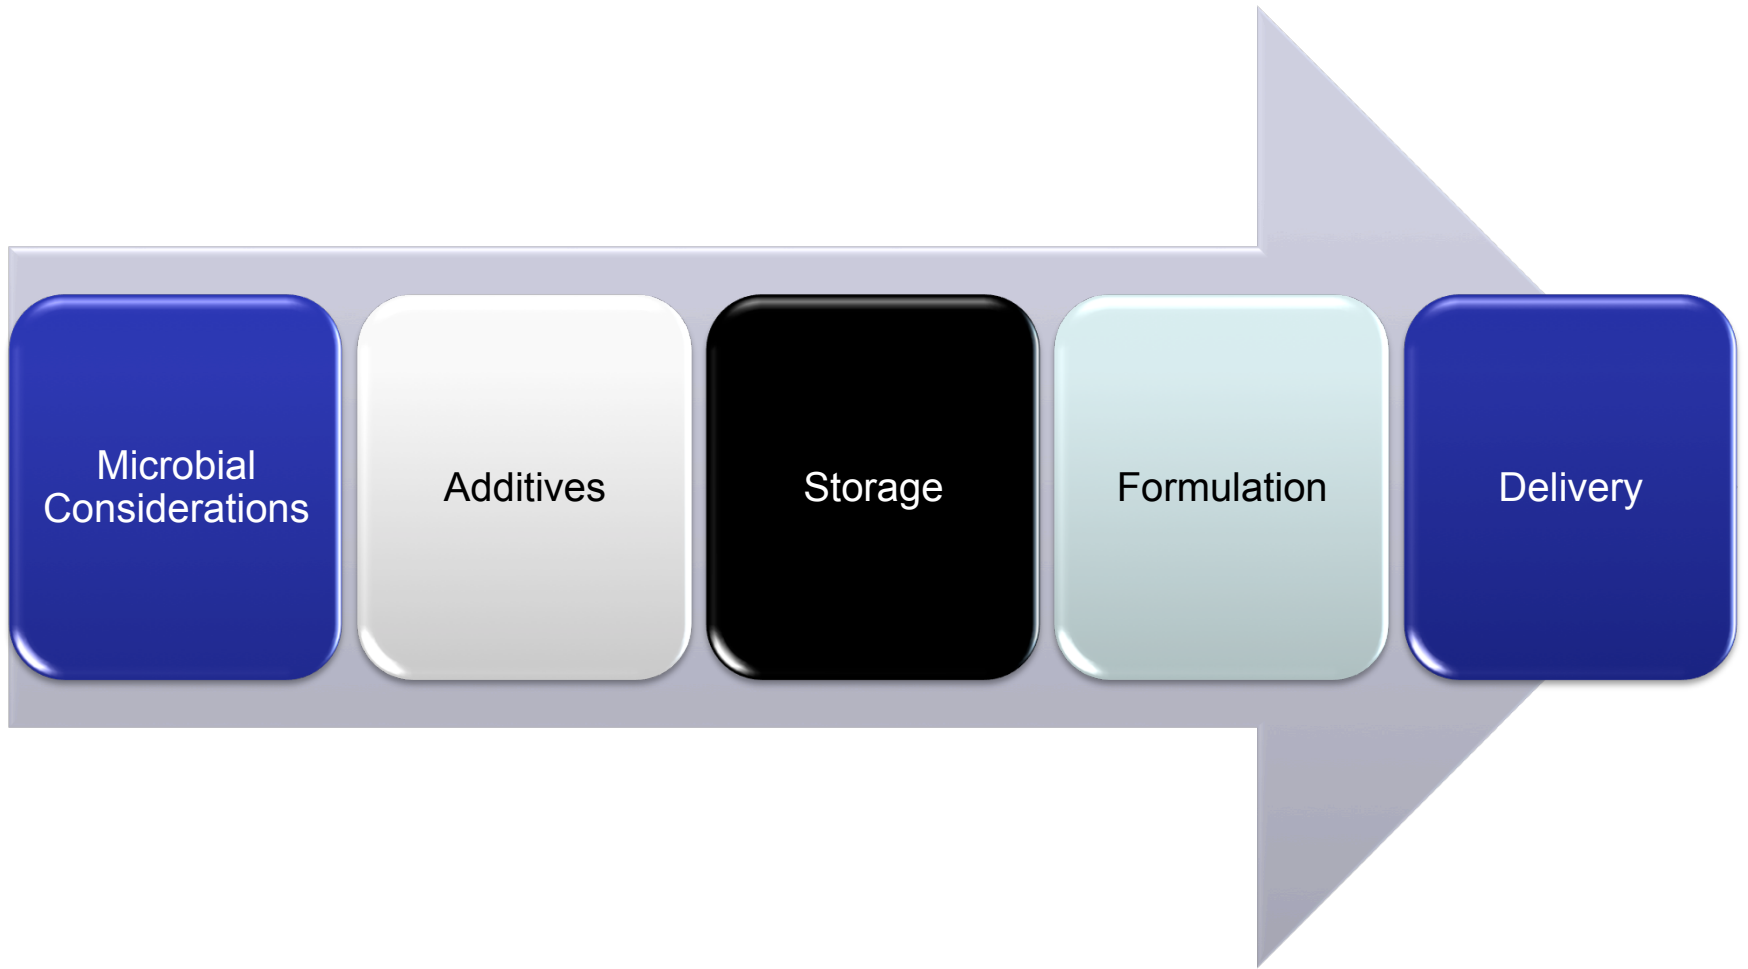 Microbial
Considerations
Additives
Storage
Formulation
Delivery